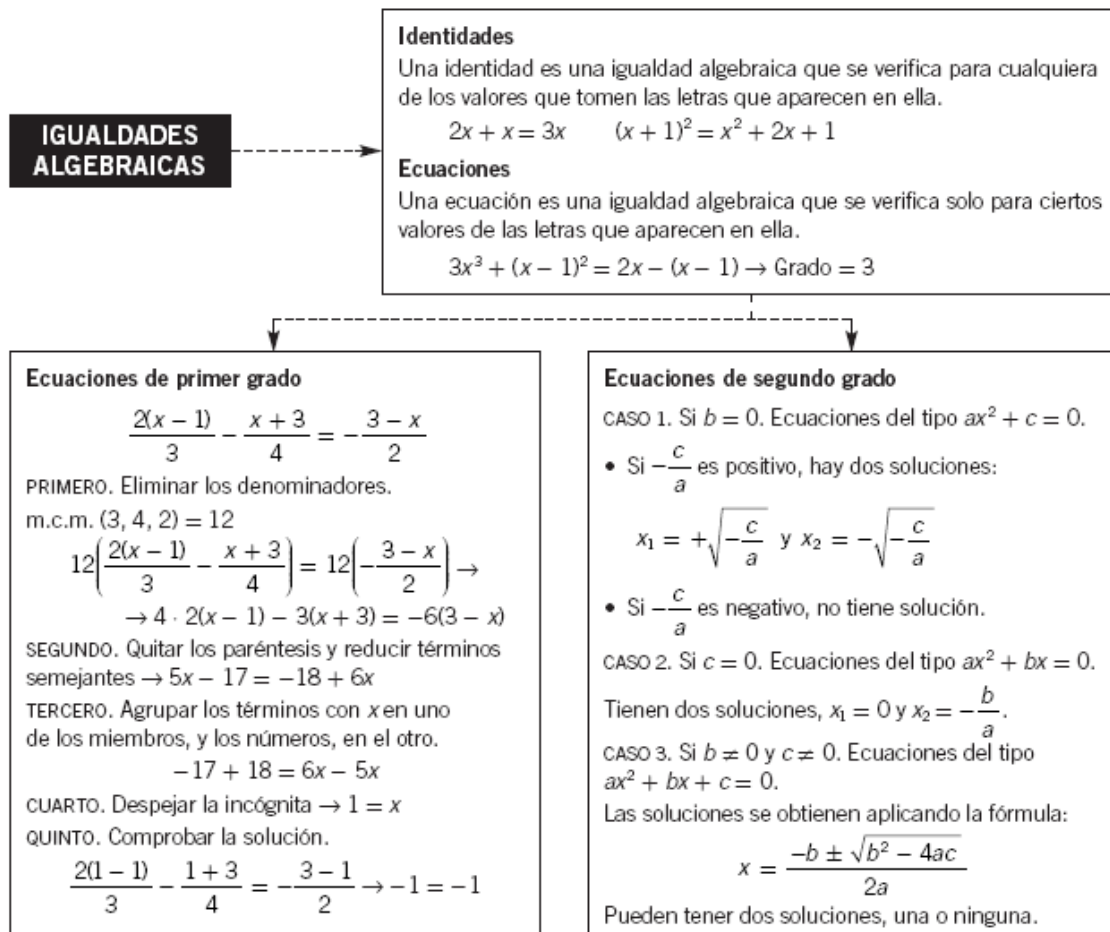 IGUALDADES
ALGEBRAICAS
Identidades
Una identidad es una igualdad algebraica que se verifica para cualquiera
de los valores que tomen las letras que aparecen en ella.
2x + x = 3x (x + 1)² = x² + 2x + 1
Ecuaciones
Una ecuación es una igualdad algebraica que se verifica solo para ciertos
valores de las letras que aparecen en ella.
3x³ + (x − 1)² = 2x − (x − 1) → Grado = 3
Ecuaciones de primer grado
2(x − 1)/3 − (x + 3)/4 = −(3 − x)/2
PRIMERO. Eliminar los denominadores.
m.c.m. (3, 4, 2) = 12
12(2(x − 1)/3 − (x + 3)/4) = 12(−(3 − x)/2) →
→ 4 · 2(x − 1) − 3(x + 3) = −6(3 − x)
SEGUNDO. Quitar los paréntesis y reducir términos
semejantes → 5x − 17 = −18 + 6x
TERCERO. Agrupar los términos con x en uno
de los miembros, y los números, en el otro.
−17 + 18 = 6x − 5x
CUARTO. Despejar la incógnita → 1 = x
QUINTO. Comprobar la solución.
2(1 − 1)/3 − (1 + 3)/4 = −(3 − 1)/2 → −1 = −1
Ecuaciones de segundo grado
CASO 1. Si b = 0. Ecuaciones del tipo ax² + c = 0.
• Si −c/a es positivo, hay dos soluciones:
x₁ = +√(−c/a) y x₂ = −√(−c/a)
• Si −c/a es negativo, no tiene solución.
CASO 2. Si c = 0. Ecuaciones del tipo ax² + bx = 0.
Tienen dos soluciones, x₁ = 0 y x₂ = −b/a.
CASO 3. Si b ≠ 0 y c ≠ 0. Ecuaciones del tipo
ax² + bx + c = 0.
Las soluciones se obtienen aplicando la fórmula:
x = (−b ± √(b² − 4ac))/2a
Pueden tener dos soluciones, una o ninguna.